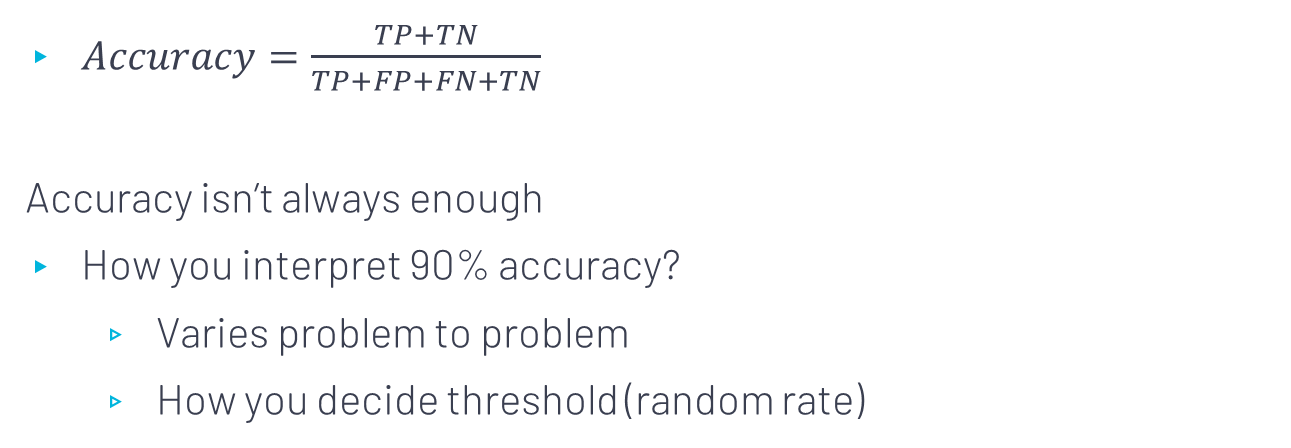 Accuracy = \frac{TP+TN}{TP+FP+FN+TN}
Accuracy isn't always enough
How you interpret 90% accuracy?
Varies problem to problem
How you decide threshold (random rate)